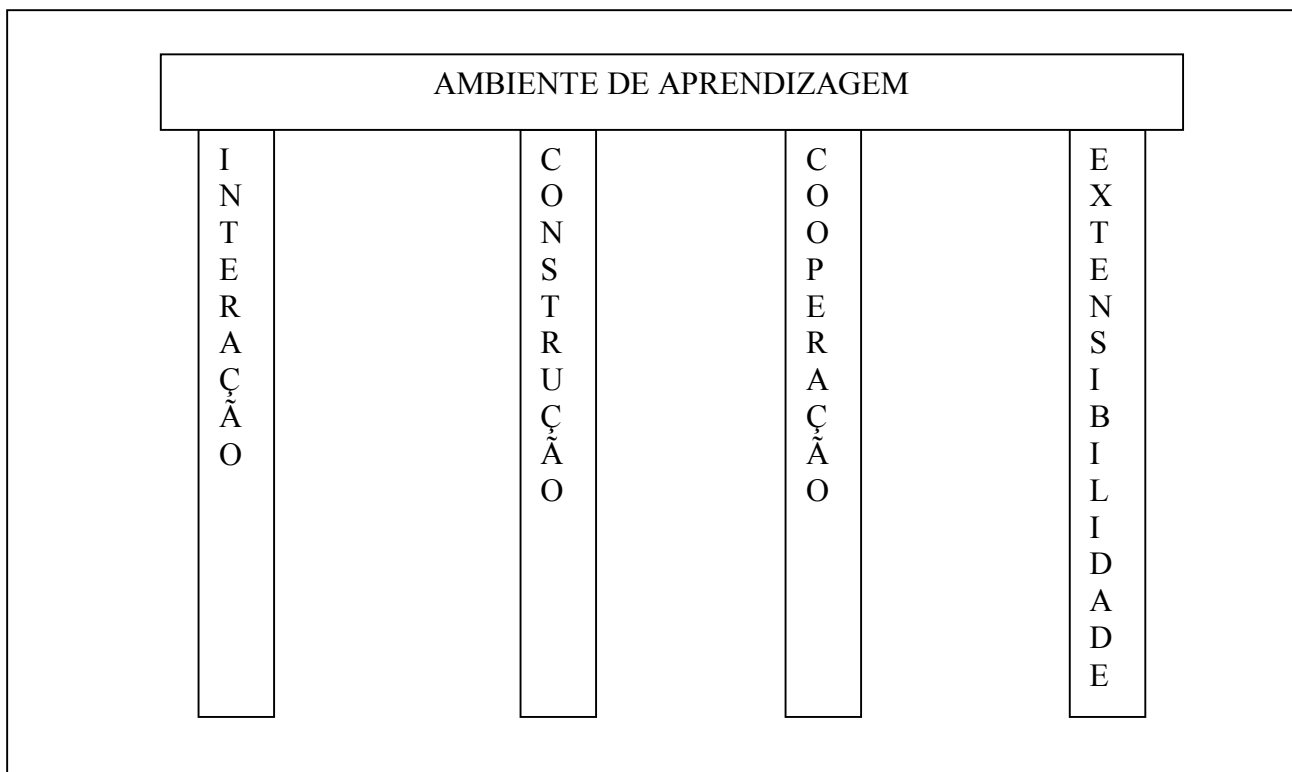 AMBIENTE DE APRENDIZAGEM
INTERAÇÃO
CONSTRUÇÃO
COOPERAÇÃO
EXTENSIBILIDADE